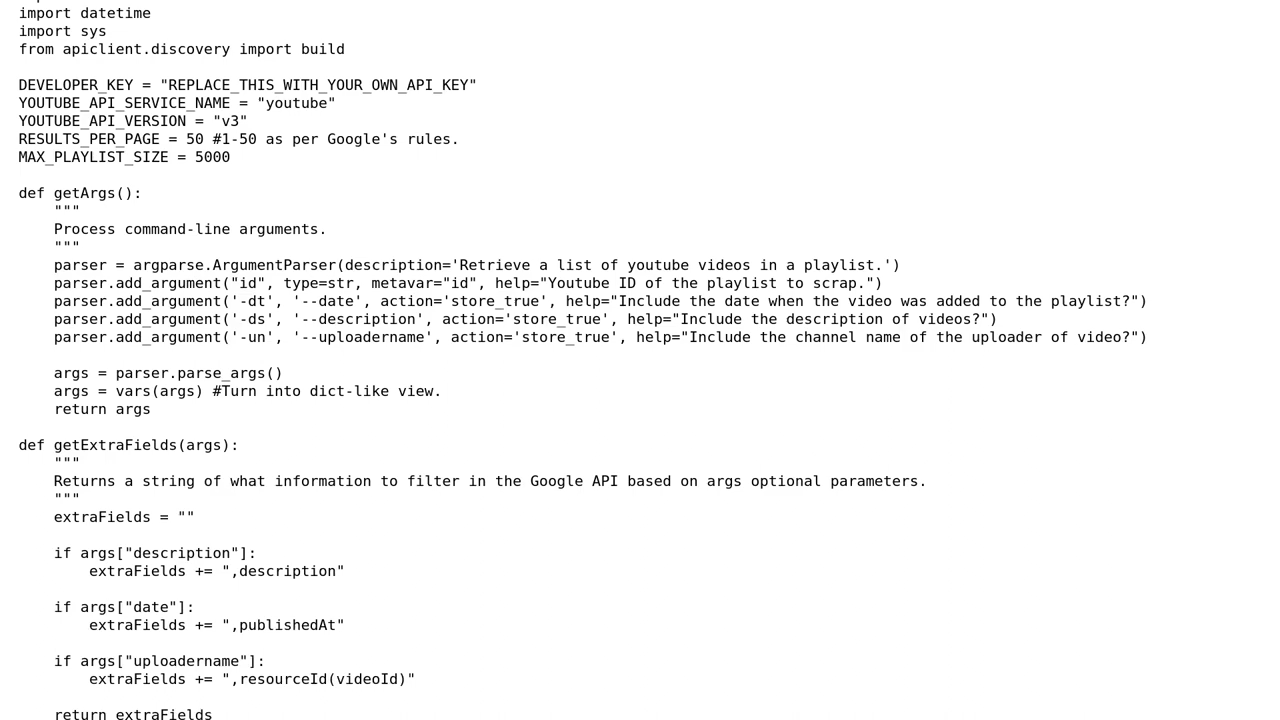 import datetime
import sys
from apiclient.discovery import build

DEVELOPER_KEY = "REPLACE_THIS_WITH_YOUR_OWN_API_KEY"
YOUTUBE_API_SERVICE_NAME = "youtube"
YOUTUBE_API_VERSION = "v3"
RESULTS_PER_PAGE = 50 #1-50 as per Google's rules.
MAX_PLAYLIST_SIZE = 5000

def getArgs():
    """
    Process command-line arguments.
    """
    parser = argparse.ArgumentParser(description='Retrieve a list of youtube videos in a playlist.')
    parser.add_argument("id", type=str, metavar="id", help="Youtube ID of the playlist to scrap.")
    parser.add_argument('-dt', '--date', action='store_true', help="Include the date when the video was added to the playlist?")
    parser.add_argument('-ds', '--description', action='store_true', help="Include the description of videos?")
    parser.add_argument('-un', '--uploadername', action='store_true', help="Include the channel name of the uploader of video?")

    args = parser.parse_args()
    args = vars(args) #Turn into dict-like view.
    return args

def getExtraFields(args):
    """
    Returns a string of what information to filter in the Google API based on args optional parameters.
    """
    extraFields = ""

    if args["description"]:
        extraFields += ",description"

    if args["date"]:
        extraFields += ",publishedAt"

    if args["uploadername"]:
        extraFields += ",resourceId(videoId)"

    return extraFields